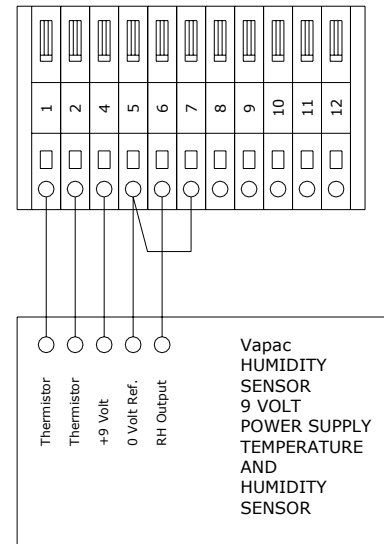 1
2
4
5
6
7
8
9
10
11
12
Thermistor
Thermistor
+9 Volt
0 Volt Ref.
RH Output
Vapac
HUMIDITY
SENSOR
9 VOLT
POWER SUPPLY
TEMPERATURE
AND
HUMIDITY
SENSOR